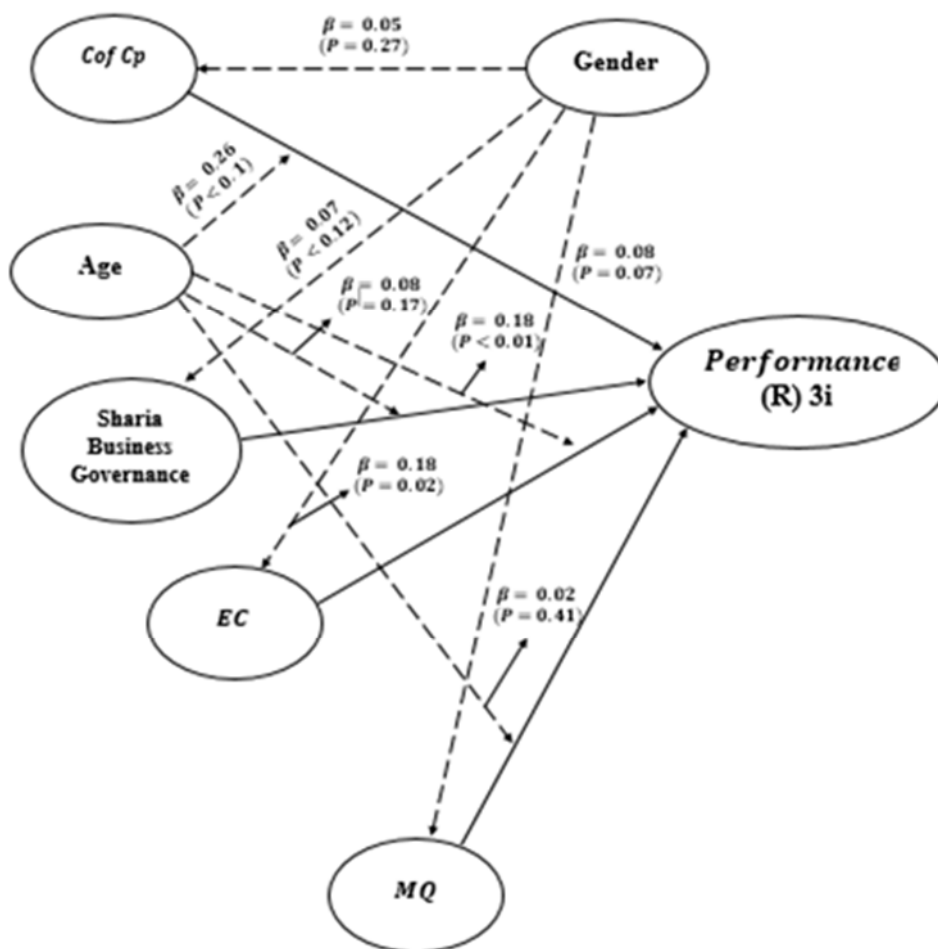 β = 0.05
(P = 0.27)
Cof Cp
Gender
β = 0.26
(P < 0.1)
β = 0.07
(P < 0.12)
Age
β = 0.08
(P = 0.17)
β = 0.08
(P = 0.07)
β = 0.18
(P < 0.01)
Performance
(R) 3i
Sharia
Business
Governance
β = 0.18
(P = 0.02)
EC
β = 0.02
(P = 0.41)
MQ